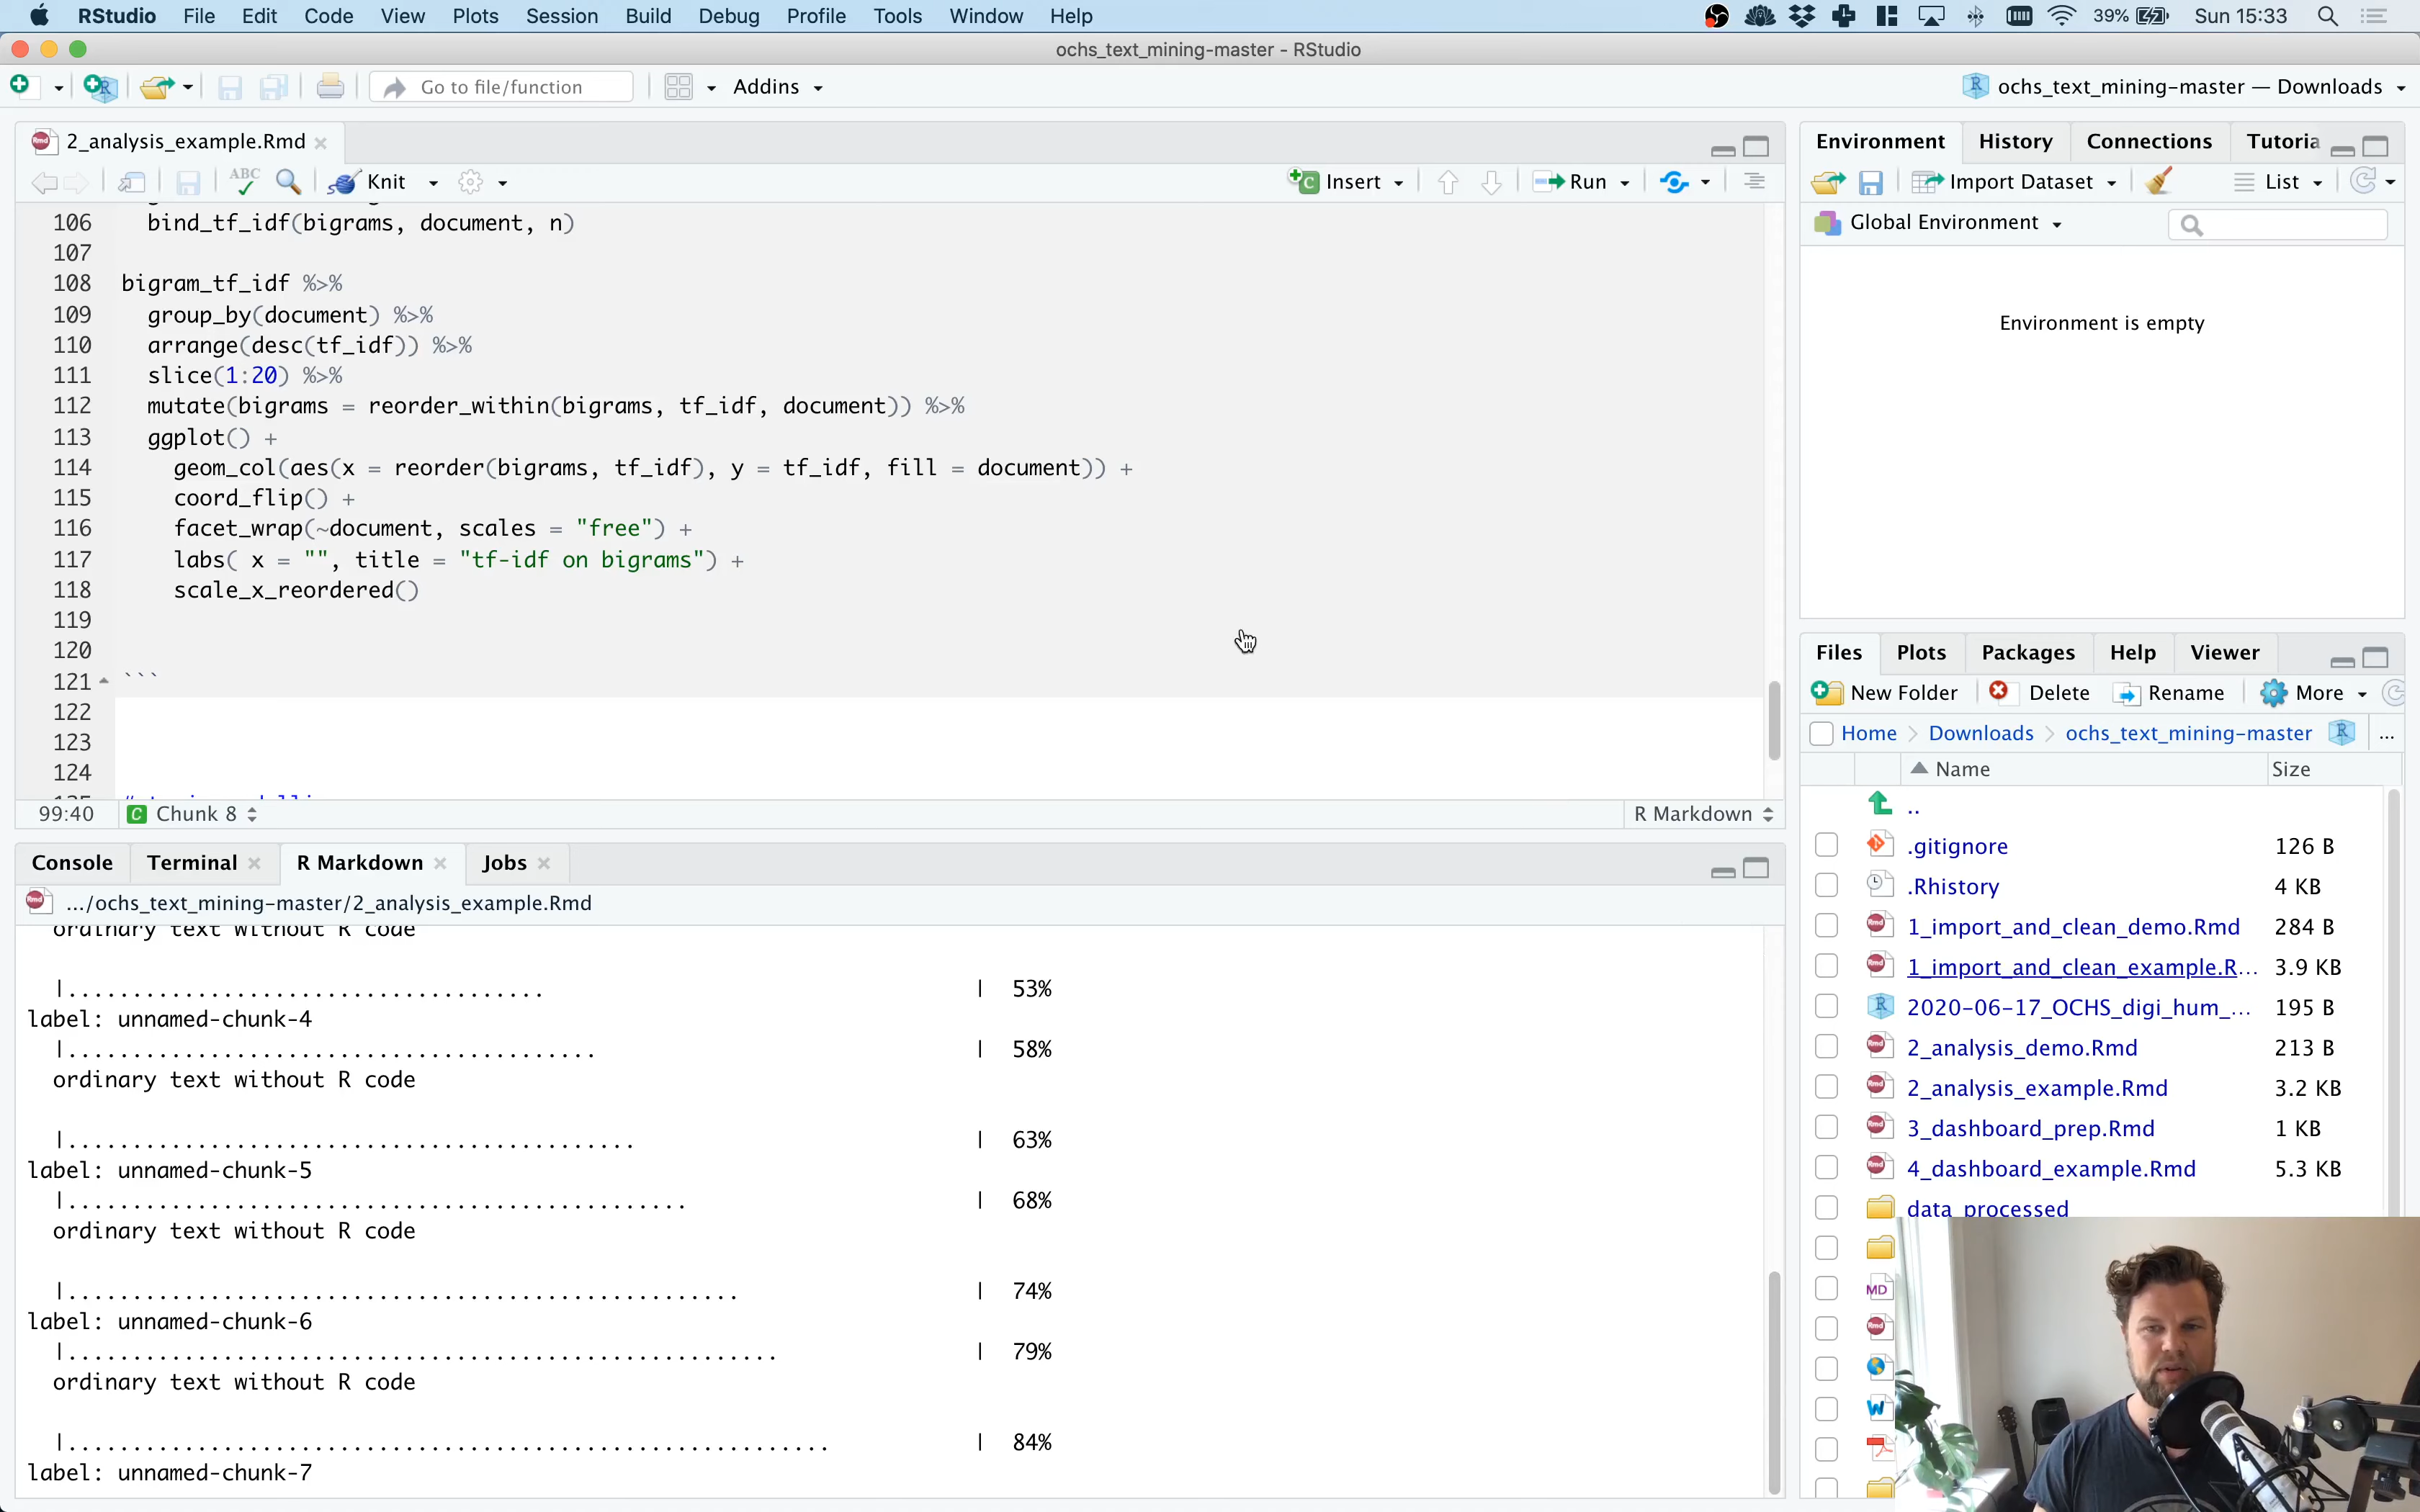 RStudio File Edit Code View Plots Session Build Debug Profile Tools Window Help 39% Sun 15:33
ochs_text_mining-master - RStudio
Go to file/function Addins ochs_text_mining-master — Downloads
2_analysis_example.Rmd
ABC Knit Insert Run
106 bind_tf_idf(bigrams, document, n)
107
108 bigram_tf_idf %>%
109 group_by(document) %>%
110 arrange(desc(tf_idf)) %>%
111 slice(1:20) %>%
112 mutate(bigrams = reorder_within(bigrams, tf_idf, document)) %>%
113 ggplot() +
114 geom_col(aes(x = reorder(bigrams, tf_idf), y = tf_idf, fill = document)) +
115 coord_flip() +
116 facet_wrap(~document, scales = "free") +
117 labs( x = "", title = "tf-idf on bigrams") +
118 scale_x_reordered()
119
120
121 ```
122
123
124
99:40 C Chunk 8 R Markdown
Console Terminal R Markdown Jobs
.../ochs_text_mining-master/2_analysis_example.Rmd
ordinary text without R code
|..................................... | 53%
label: unnamed-chunk-4
|......................................... | 58%
ordinary text without R code
|............................................ | 63%
label: unnamed-chunk-5
|................................................ | 68%
ordinary text without R code
|.................................................... | 74%
label: unnamed-chunk-6
|....................................................... | 79%
ordinary text without R code
|........................................................... | 84%
label: unnamed-chunk-7
Environment History Connections Tutoria
Import Dataset List
Global Environment
Environment is empty
Files Plots Packages Help Viewer
New Folder Delete Rename More
Home Downloads ochs_text_mining-master ...
Name Size
..
.gitignore 126 B
.Rhistory 4 KB
1_import_and_clean_demo.Rmd 284 B
1_import_and_clean_example.R... 3.9 KB
2020-06-17_OCHS_digi_hum_... 195 B
2_analysis_demo.Rmd 213 B
2_analysis_example.Rmd 3.2 KB
3_dashboard_prep.Rmd 1 KB
4_dashboard_example.Rmd 5.3 KB
data_processed
MD
Rmd
W